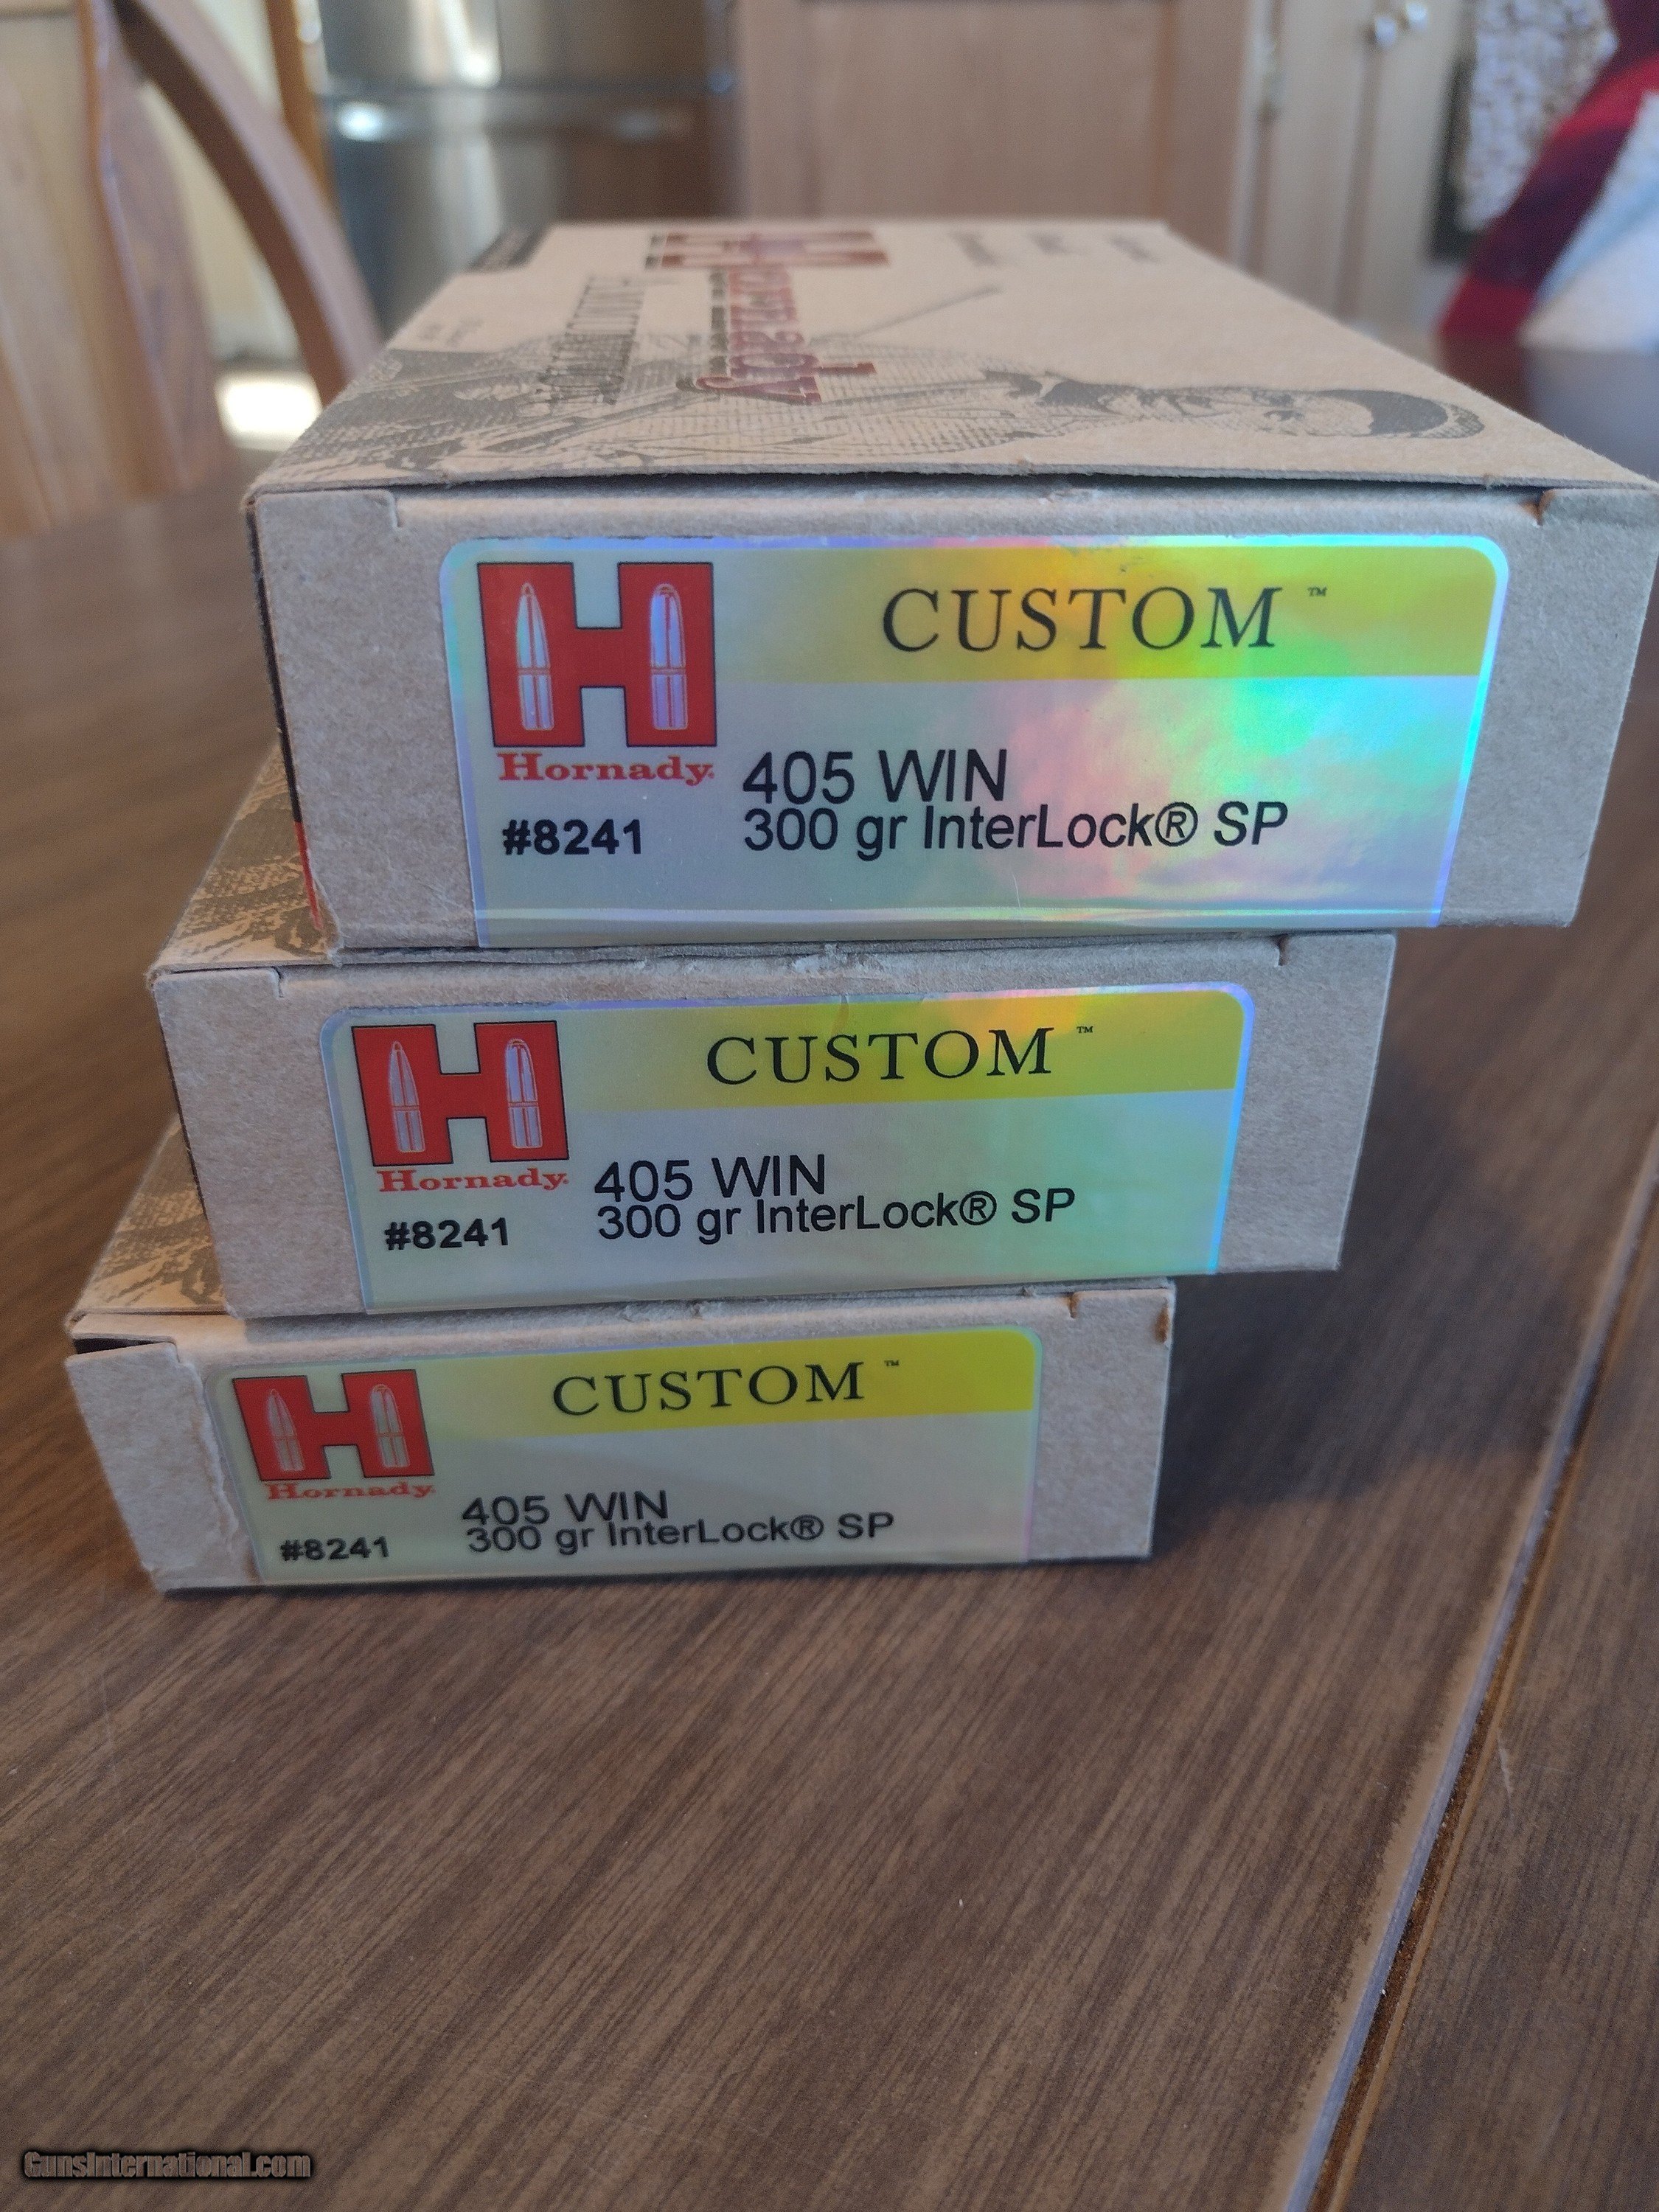 Hornady
CUSTOM™
405 WIN
300 gr InterLock® SP
#8241
CUSTOM™
Hornady
405 WIN
300 gr InterLock® SP
#8241
CUSTOM™
Hornady
405 WIN
300 gr InterLock® SP
#8241
GunsInternational.com